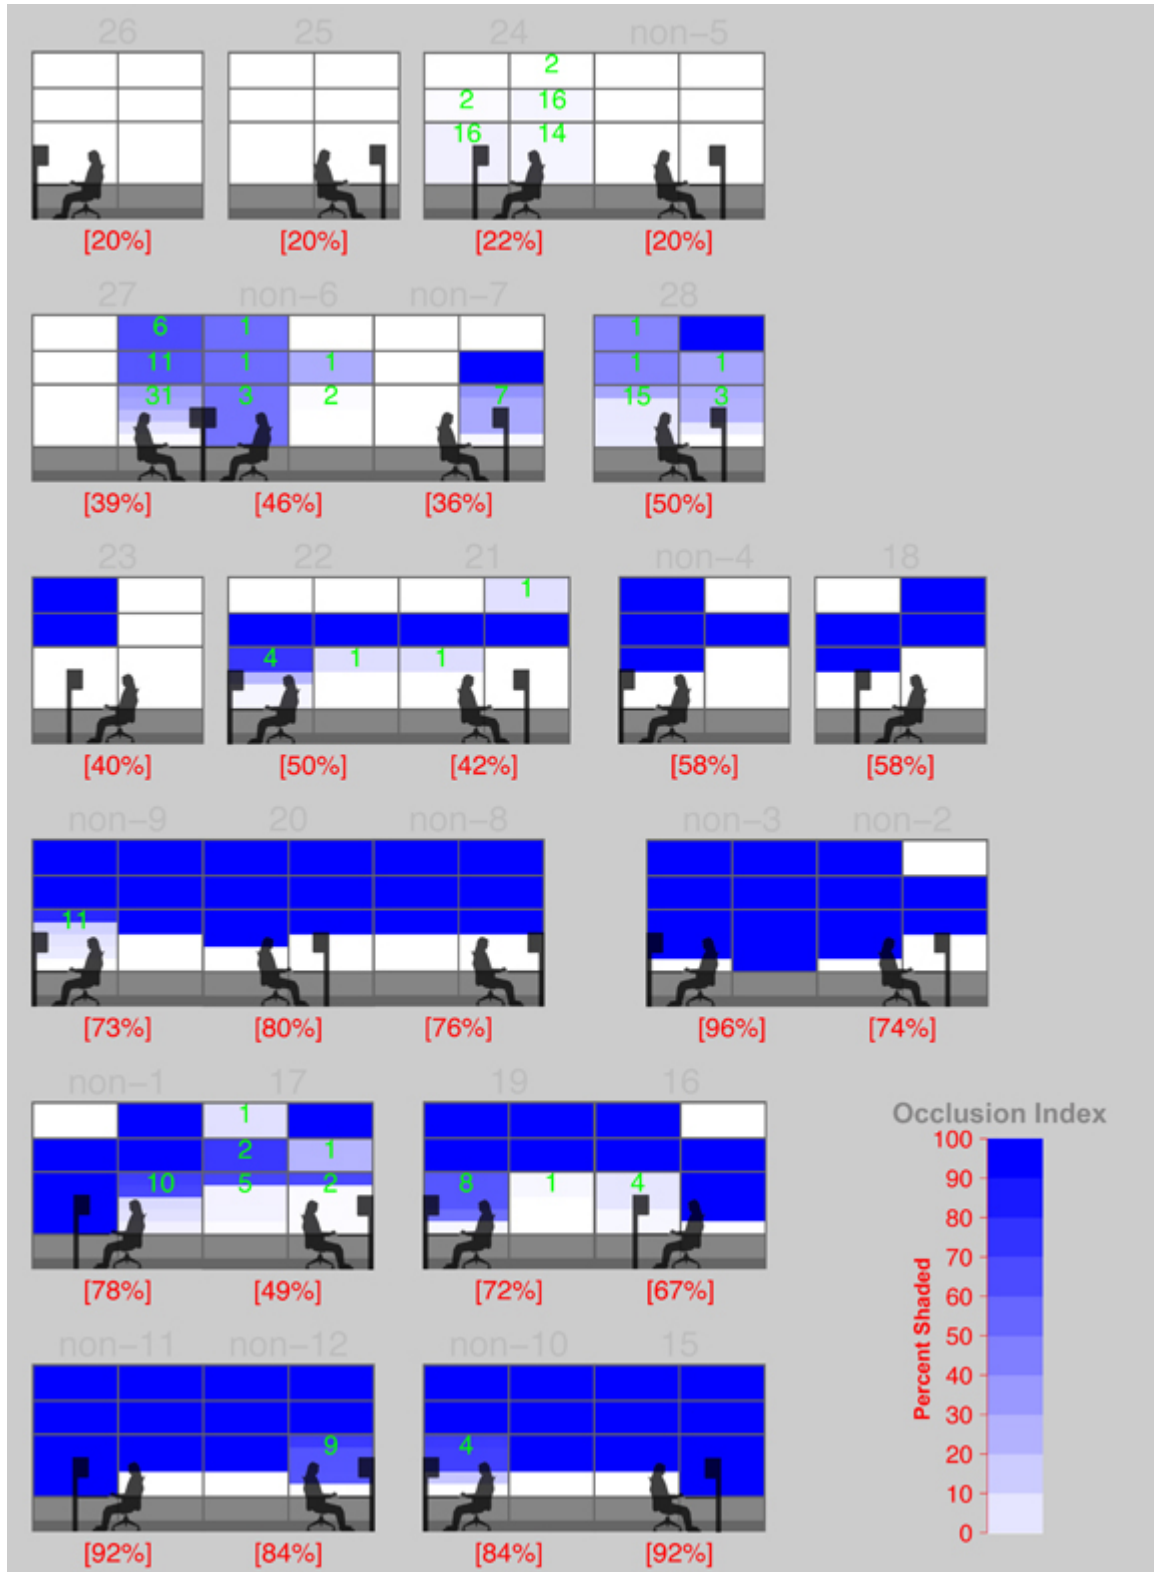 26 25 24 non-5
2
2 16
16 14
[20%] [20%] [22%] [20%]
27 non-6 non-7 28
6 1 1
11 1 1 1 1
31 3 2 7 15 3
[39%] [46%] [36%] [50%]
23 22 21 non-4 18
1
4 1 1
[40%] [50%] [42%] [58%] [58%]
non-9 20 non-8 non-3 non-2
11
[73%] [80%] [76%] [96%] [74%]
non-1 17 19 16
1
2 1
10 5 2 8 1 4
[78%] [49%] [72%] [67%]
non-11 non-12 non-10 15
9 4
[92%] [84%] [84%] [92%]
Occlusion Index
Percent Shaded
100
90
80
70
60
50
40
30
20
10
0